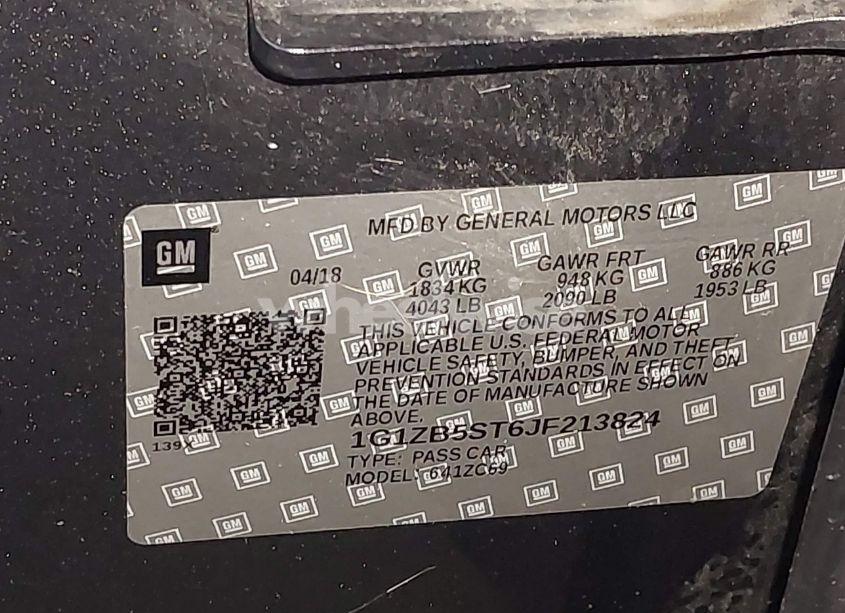 MFD BY GENERAL MOTORS LLC
GM
04/18
GVWR GAWR FRT GAWR RR
1834 KG 948 KG 886 KG
4043 LB 2090 LB 1953 LB
THIS VEHICLE CONFORMS TO ALL
APPLICABLE U.S. FEDERAL MOTOR
VEHICLE SAFETY, BUMPER, AND THEFT
PREVENTION STANDARDS IN EFFECT ON
THE DATE OF MANUFACTURE SHOWN
ABOVE.
1G1ZB5ST6JF213824
139X
TYPE: PASS CAR
MODEL: 641ZC69